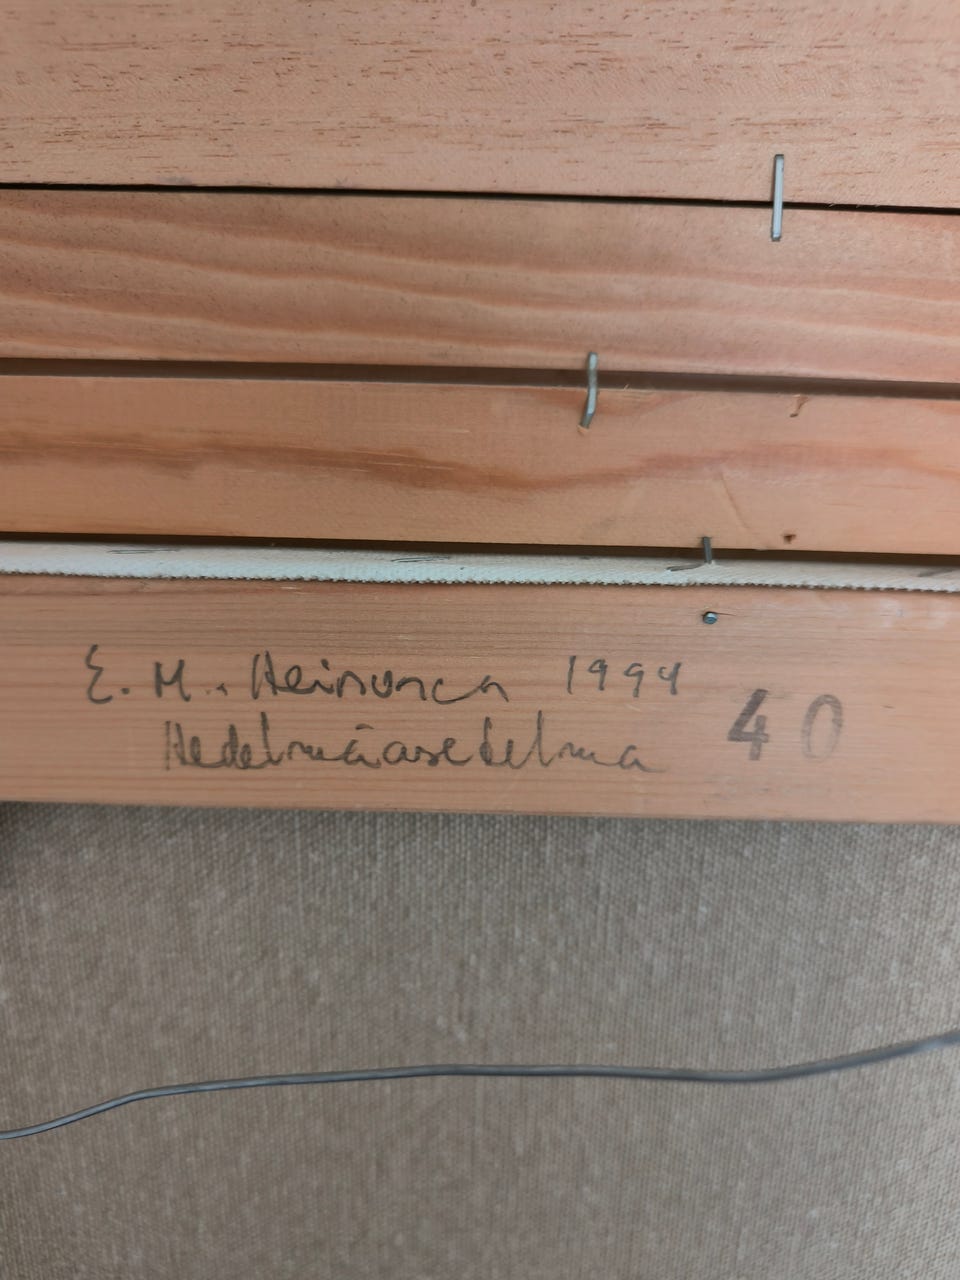 E. M. Heinonen 1994
Hedelmäasetelma
40